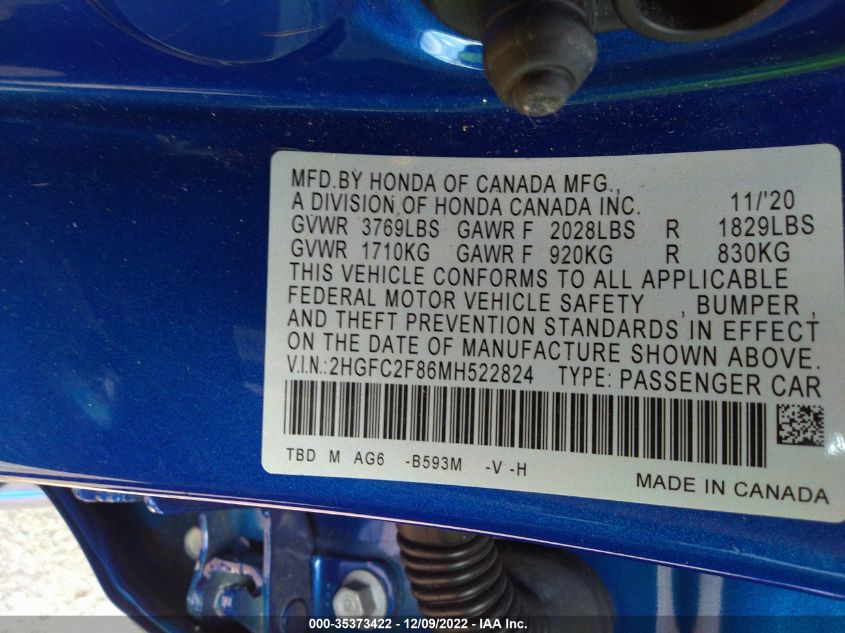 MFD.BY HONDA OF CANADA MFG.,
A DIVISION OF HONDA CANADA INC. 11/'20
GVWR 3769LBS GAWR F 2028LBS R 1829LBS
GVWR 1710KG GAWR F 920KG R 830KG
THIS VEHICLE CONFORMS TO ALL APPLICABLE
FEDERAL MOTOR VEHICLE SAFETY , BUMPER ,
AND THEFT PREVENTION STANDARDS IN EFFECT
ON THE DATE OF MANUFACTURE SHOWN ABOVE.
V.I.N.:2HGFC2F86MH522824 TYPE: PASSENGER CAR
TBD M AG6 -B593M -V -H
MADE IN CANADA
000-35373422 - 12/09/2022 - IAA Inc.